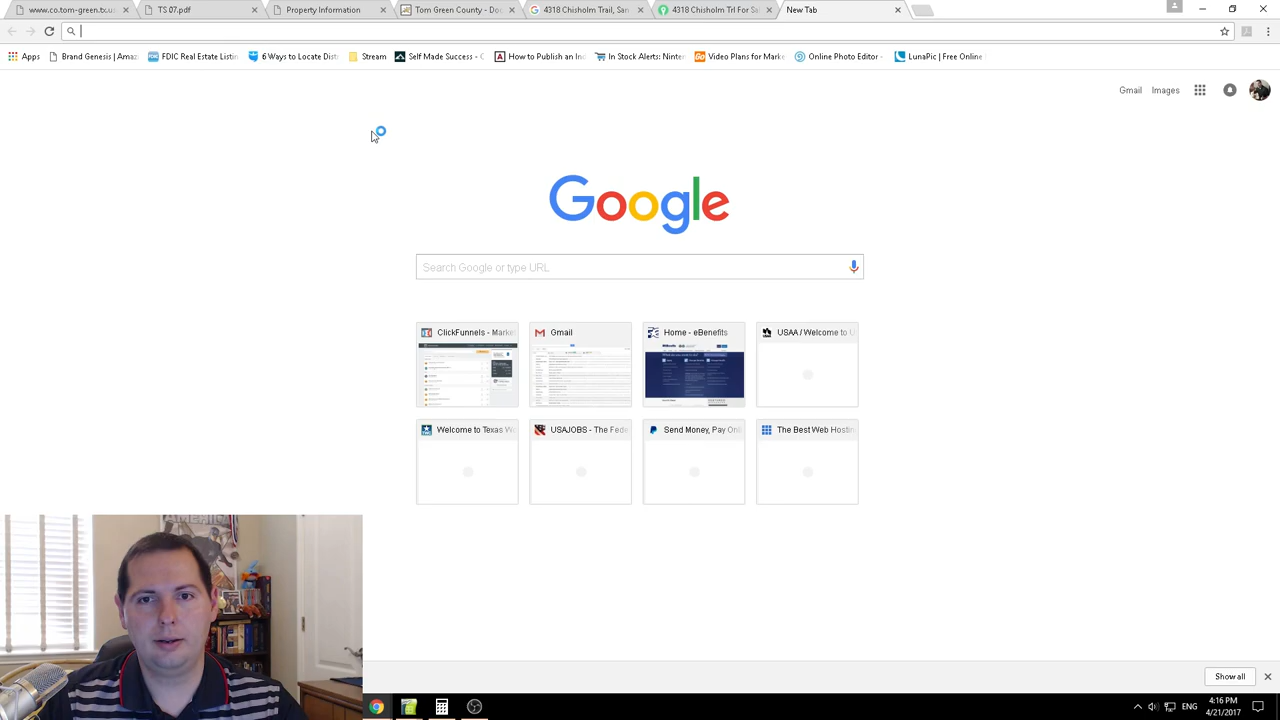 www.co.tom-green.tx.us
TS 07.pdf
Property Information
Tom Green County - Do
4318 Chisholm Trail, San
4318 Chisholm Trl For Sa
New Tab
Apps
Brand Genesis | Amaz
FDIC Real Estate Listin
6 Ways to Locate Dist
Stream
Self Made Success - C
How to Publish an Ind
In Stock Alerts: Ninten
Video Plans for Marke
Online Photo Editor -
LunaPic | Free Online
Gmail
Images
Google
Search Google or type URL
ClickFunnels - Marke
Gmail
Home - eBenefits
USAA / Welcome to U
Welcome to Texas W
USAJOBS - The Fede
Send Money, Pay Onl
The Best Web Hostin
Show all
ENG
4:16 PM
4/21/2017